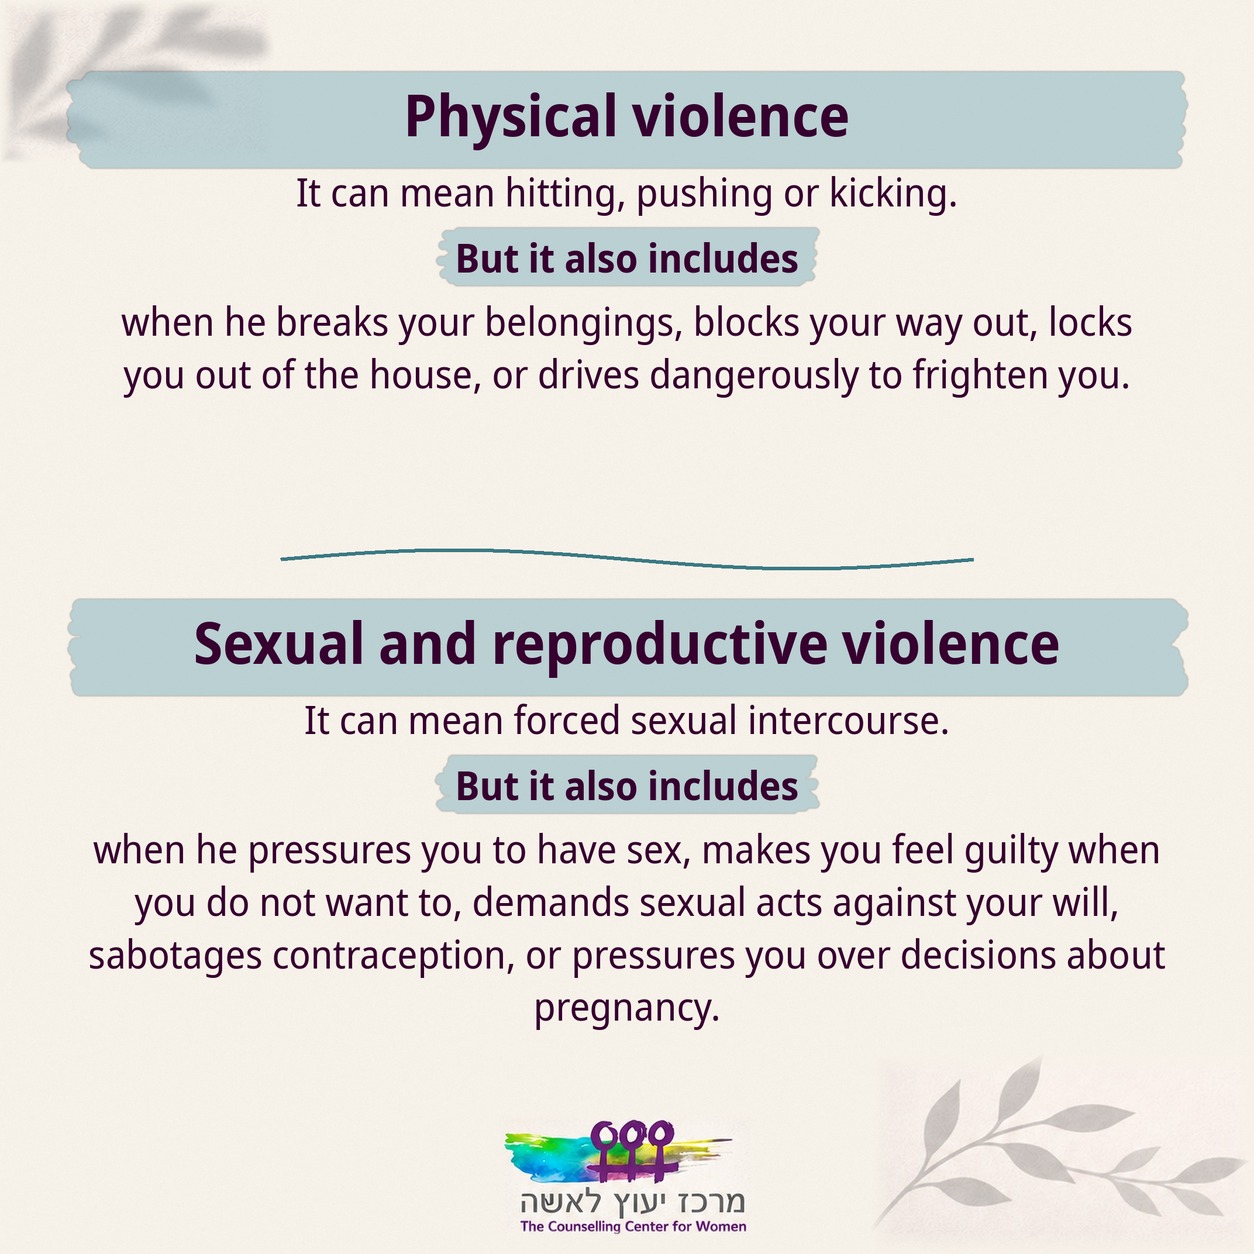 Physical violence
It can mean hitting, pushing or kicking.
But it also includes
when he breaks your belongings, blocks your way out, locks
you out of the house, or drives dangerously to frighten you.
Sexual and reproductive violence
It can mean forced sexual intercourse.
But it also includes
when he pressures you to have sex, makes you feel guilty when
you do not want to, demands sexual acts against your will,
sabotages contraception, or pressures you over decisions about
pregnancy.
מרכז יעוץ לאשה
The Counselling Center for Women